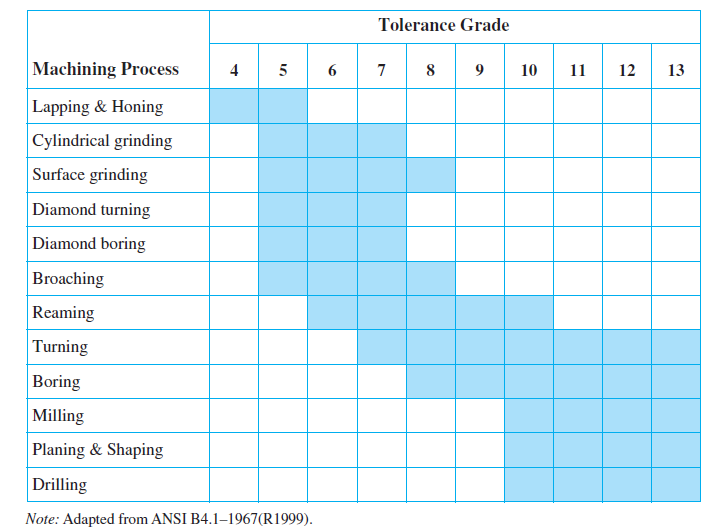 Tolerance Grade
Machining Process 4 5 6 7 8 9 10 11 12 13
Lapping & Honing
Cylindrical grinding
Surface grinding
Diamond turning
Diamond boring
Broaching
Reaming
Turning
Boring
Milling
Planing & Shaping
Drilling
Note: Adapted from ANSI B4.1–1967(R1999).